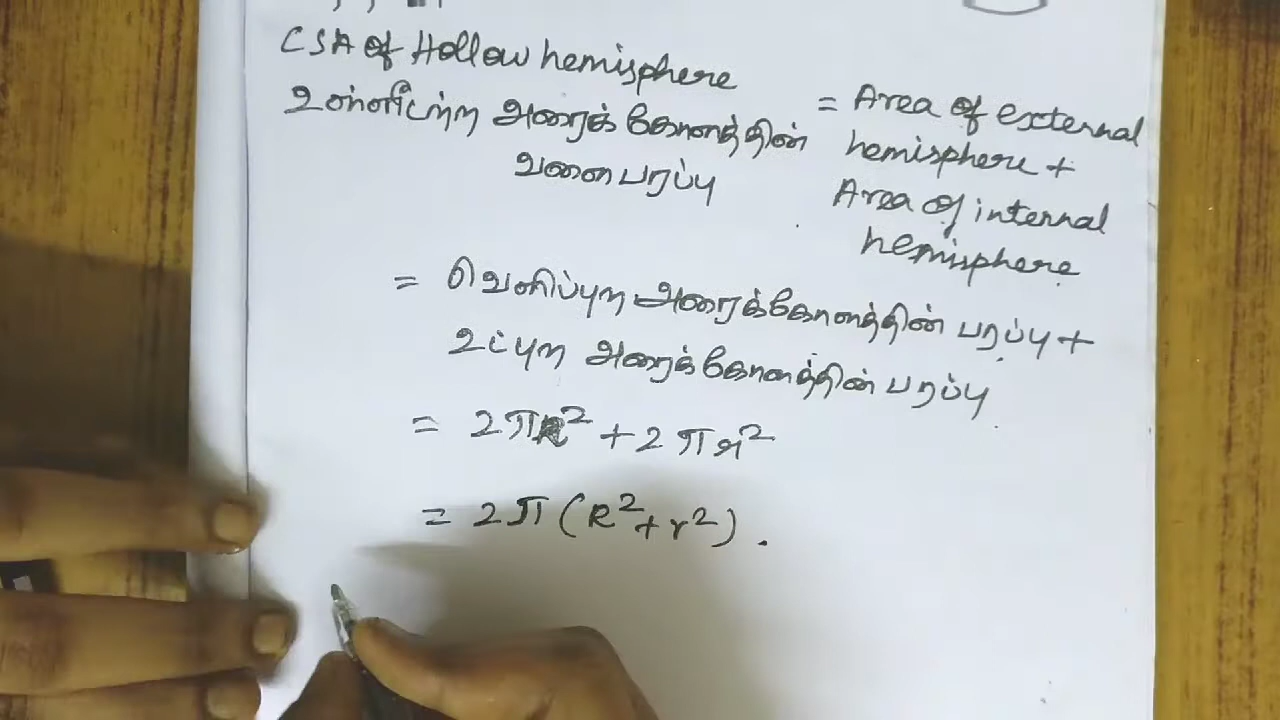 CSA of Hollow hemisphere
உள்ளீடற்ற அரைக் கோளத்தின்
வளை பரப்பு
= Area of external
hemisphere +
Area of internal
hemisphere
= வெளிப்புற அரைக்கோளத்தின் பரப்பு +
உட்புற அரைக்கோளத்தின் பரப்பு
= 2πR² + 2πr²
= 2π(R²+r²).